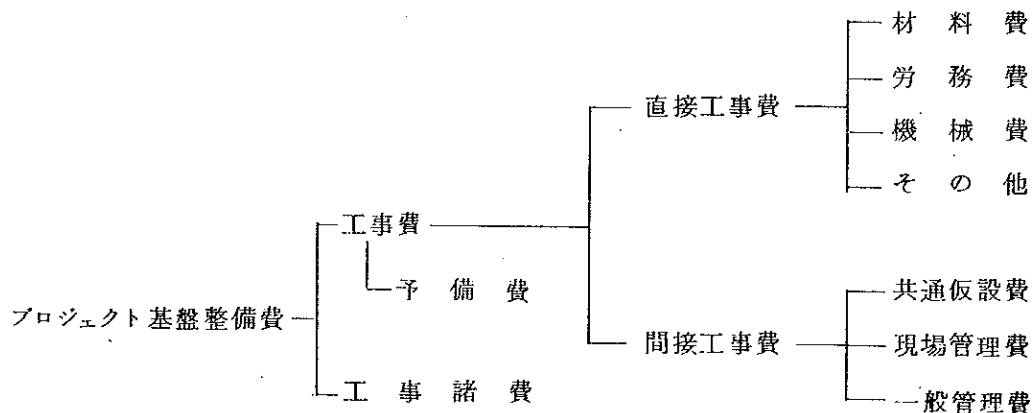 材料費
労務費
直接工事費
機械費
その他
工事費
予備費
共通仮設費
プロジェクト基盤整備費
間接工事費
現場管理費
工事諸費
一般管理費